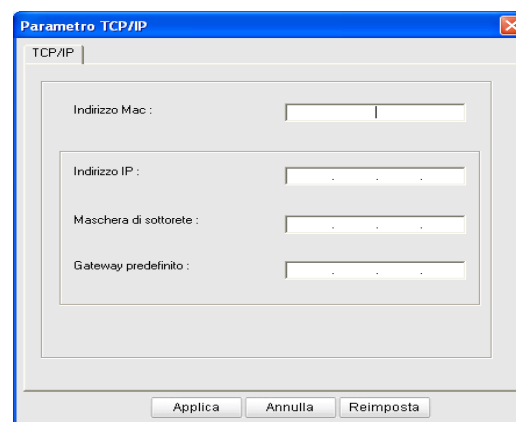 Parametro TCP/IP
TCP/IP
Indirizzo Mac :
Indirizzo IP :
. . .
Maschera di sottorete :
. . .
Gateway predefinito :
. . .
Applica Annulla Reimposta